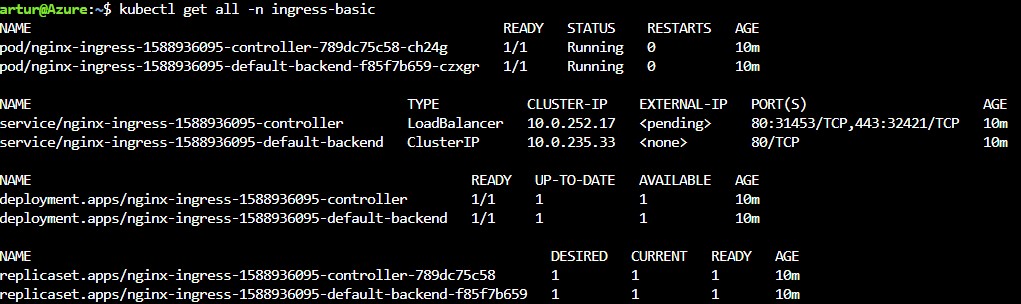 artur@Azure:~$ kubectl get all -n ingress-basic
NAME READY STATUS RESTARTS AGE
pod/nginx-ingress-1588936095-controller-789dc75c58-ch24g 1/1 Running 0 10m
pod/nginx-ingress-1588936095-default-backend-f85f7b659-czxgr 1/1 Running 0 10m
NAME TYPE CLUSTER-IP EXTERNAL-IP PORT(S) AGE
service/nginx-ingress-1588936095-controller LoadBalancer 10.0.252.17 <pending> 80:31453/TCP,443:32421/TCP 10m
service/nginx-ingress-1588936095-default-backend ClusterIP 10.0.235.33 <none> 80/TCP 10m
NAME READY UP-TO-DATE AVAILABLE AGE
deployment.apps/nginx-ingress-1588936095-controller 1/1 1 1 10m
deployment.apps/nginx-ingress-1588936095-default-backend 1/1 1 1 10m
NAME DESIRED CURRENT READY AGE
replicaset.apps/nginx-ingress-1588936095-controller-789dc75c58 1 1 1 10m
replicaset.apps/nginx-ingress-1588936095-default-backend-f85f7b659 1 1 1 10m